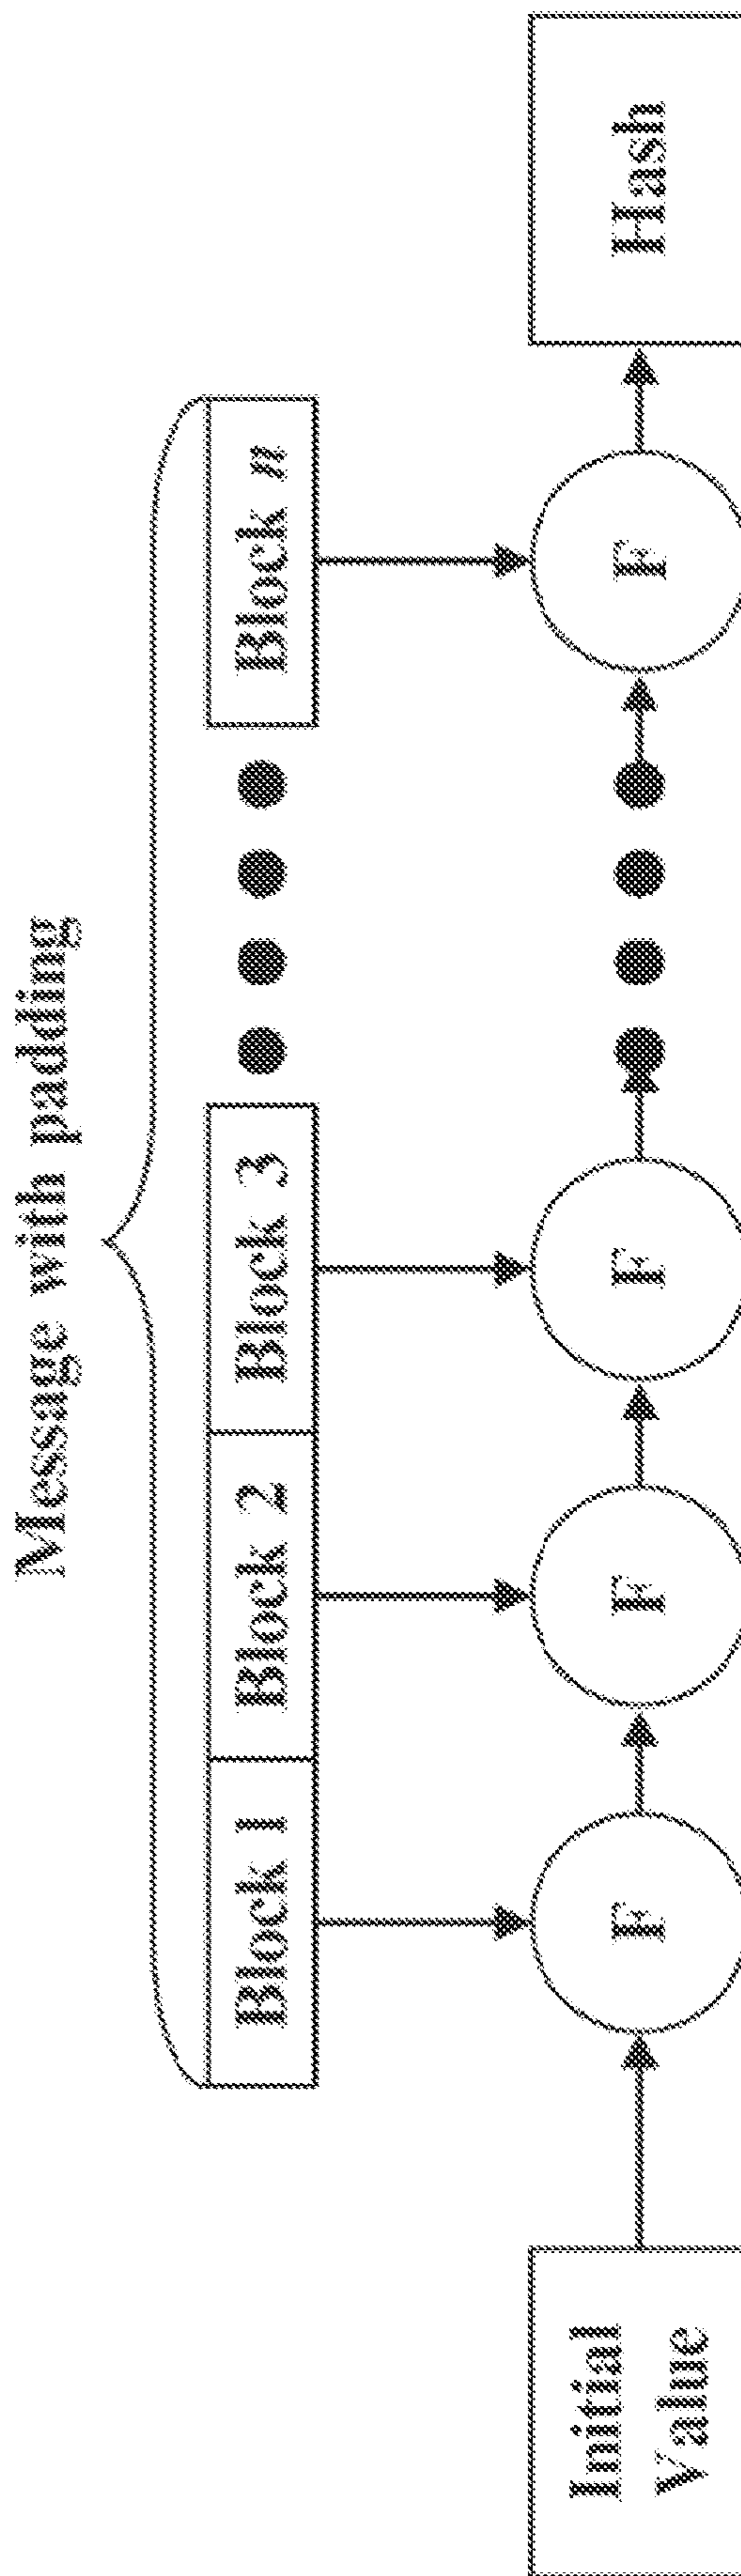 Message with padding
Block 1
Block 2
Block 3
Block n
Initial
Value
F
F
F
F
Hash